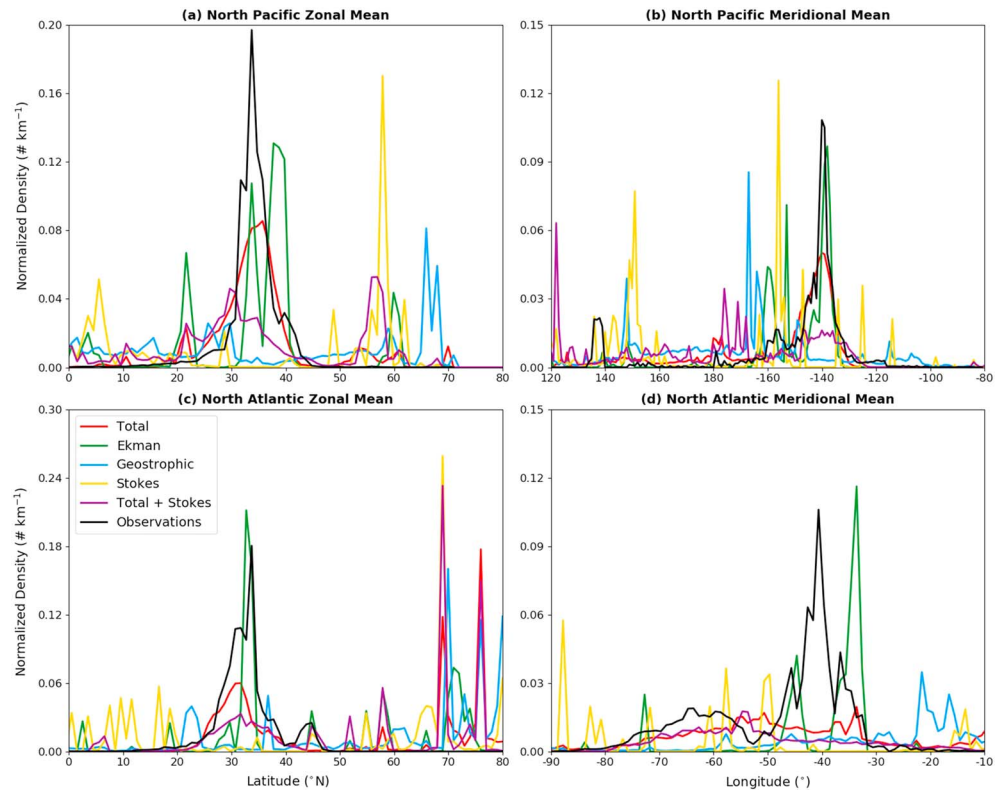 (a) North Pacific Zonal Mean
(b) North Pacific Meridional Mean
Normalized Density (# km⁻¹)
0.20
0.16
0.12
0.08
0.04
0.00
0 10 20 30 40 50 60 70 80
0.15
0.12
0.09
0.06
0.03
0.00
120 140 160 180 -160 -140 -120 -100 -80
(c) North Atlantic Zonal Mean
(d) North Atlantic Meridional Mean
Normalized Density (# km⁻¹)
0.30
0.24
0.18
0.12
0.06
0.00
Total
Ekman
Geostrophic
Stokes
Total + Stokes
Observations
0 10 20 30 40 50 60 70 80
Latitude (°N)
0.15
0.12
0.09
0.06
0.03
0.00
-90 -80 -70 -60 -50 -40 -30 -20 -10
Longitude (°)